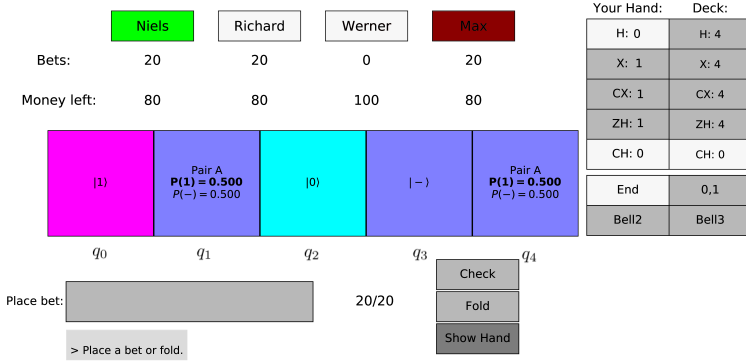 Niels Richard Werner Max
Bets: 20 20 0 20
Money left: 80 80 100 80
Your Hand: Deck:
H: 0 H: 4
X: 1 X: 4
CX: 1 CX: 4
ZH: 1 ZH: 4
CH: 0 CH: 0
End 0,1
Bell2 Bell3
|1⟩
Pair A
P(1) = 0.500
P(−) = 0.500
|0⟩
|−⟩
Pair A
P(1) = 0.500
P(−) = 0.500
q0 q1 q2 q3 q4
Place bet: 20/20
Check
Fold
Show Hand
> Place a bet or fold.